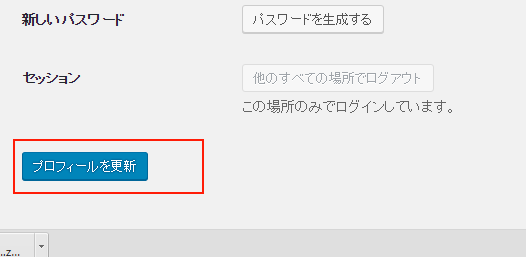 新しいパスワード
パスワードを生成する
セッション
他のすべての場所でログアウト
この場所のみでログインしています。
プロフィールを更新
..z...